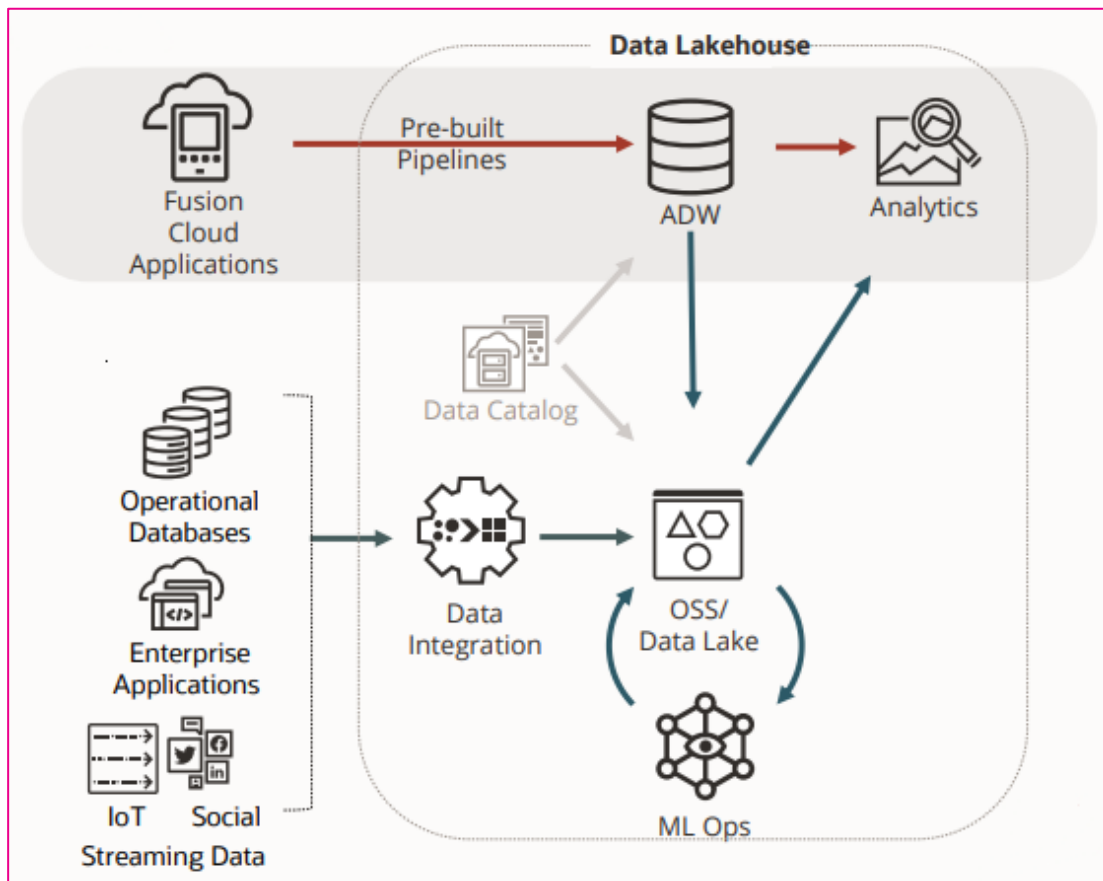 Data Lakehouse
Pre-built
Pipelines
Fusion
Cloud
Applications
ADW
Analytics
Data Catalog
Operational
Databases
Enterprise
Applications
IoT
Social
Streaming Data
Data
Integration
OSS/
Data Lake
ML Ops